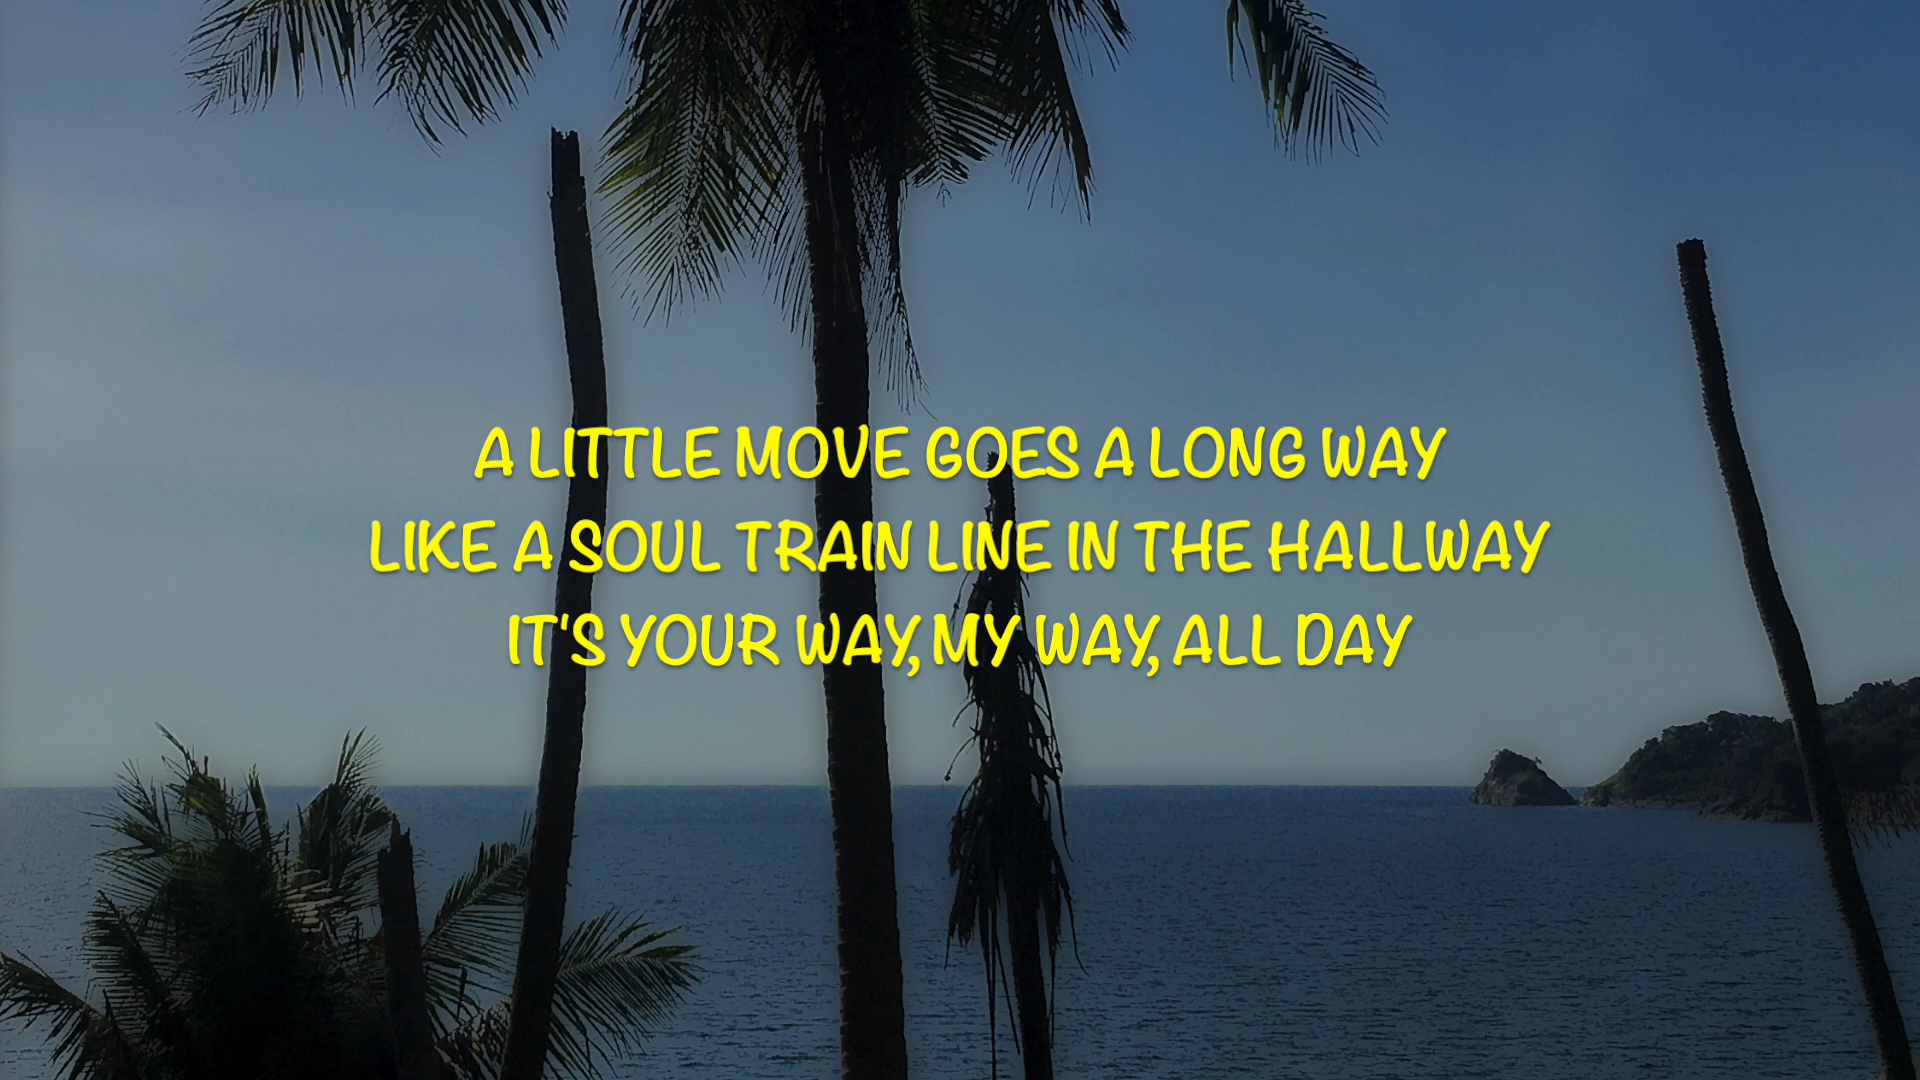 A LITTLE MOVE GOES A LONG WAY
LIKE A SOUL TRAIN LINE IN THE HALLWAY
IT'S YOUR WAY, MY WAY, ALL DAY